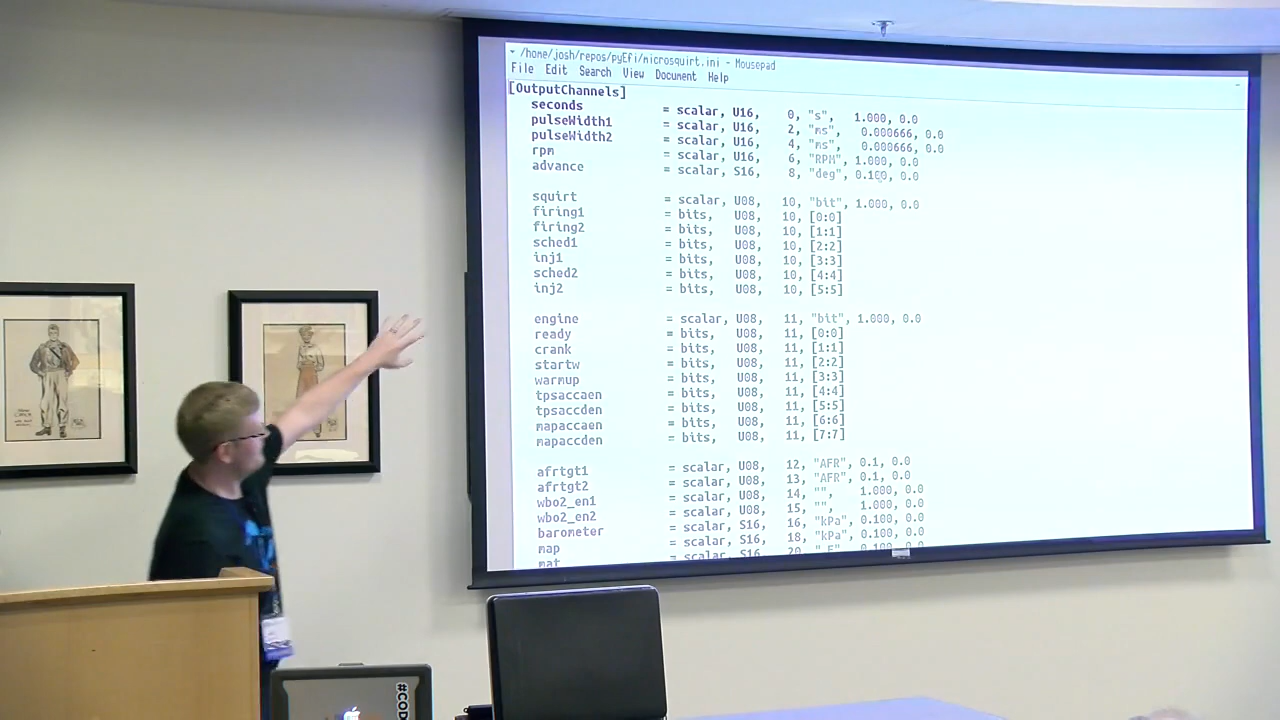 /home/josh/repos/pyEfi/microsquirt.ini - Mousepad
File Edit Search View Document Help
[OutputChannels]
seconds = scalar, U16, 0, "s", 1.000, 0.0
pulseWidth1 = scalar, U16, 2, "ms", 0.000666, 0.0
pulseWidth2 = scalar, U16, 4, "ms", 0.000666, 0.0
rpm = scalar, U16, 6, "RPM", 1.000, 0.0
advance = scalar, S16, 8, "deg", 0.100, 0.0
squirt = scalar, U08, 10, "bit", 1.000, 0.0
firing1 = bits, U08, 10, [0:0]
firing2 = bits, U08, 10, [1:1]
sched1 = bits, U08, 10, [2:2]
inj1 = bits, U08, 10, [3:3]
sched2 = bits, U08, 10, [4:4]
inj2 = bits, U08, 10, [5:5]
engine = scalar, U08, 11, "bit", 1.000, 0.0
ready = bits, U08, 11, [0:0]
crank = bits, U08, 11, [1:1]
startw = bits, U08, 11, [2:2]
warmup = bits, U08, 11, [3:3]
tpsaccaen = bits, U08, 11, [4:4]
tpsaccden = bits, U08, 11, [5:5]
mapaccaen = bits, U08, 11, [6:6]
mapaccden = bits, U08, 11, [7:7]
afrtgt1 = scalar, U08, 12, "AFR", 0.1, 0.0
afrtgt2 = scalar, U08, 13, "AFR", 0.1, 0.0
wbo2_en1 = scalar, U08, 14, "", 1.000, 0.0
wbo2_en2 = scalar, U08, 15, "", 1.000, 0.0
barometer = scalar, S16, 16, "kPa", 0.100, 0.0
map = scalar, S16, 18, "kPa", 0.100, 0.0
mat = scalar, S16, 20, 0.100, 0.0
#COD